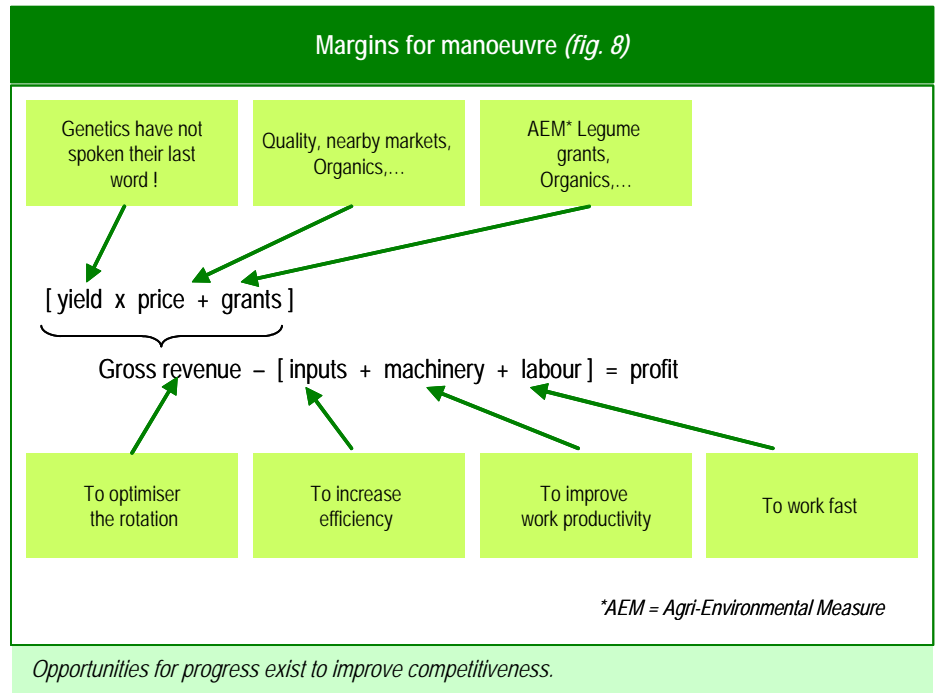 Margins for manoeuvre (fig. 8)
Genetics have not
spoken their last
word !
Quality, nearby markets,
Organics,...
AEM* Legume
grants,
Organics,...
[ yield x price + grants ]
Gross revenue – [ inputs + machinery + labour ] = profit
To optimiser
the rotation
To increase
efficiency
To improve
work productivity
To work fast
*AEM = Agri-Environmental Measure
Opportunities for progress exist to improve competitiveness.